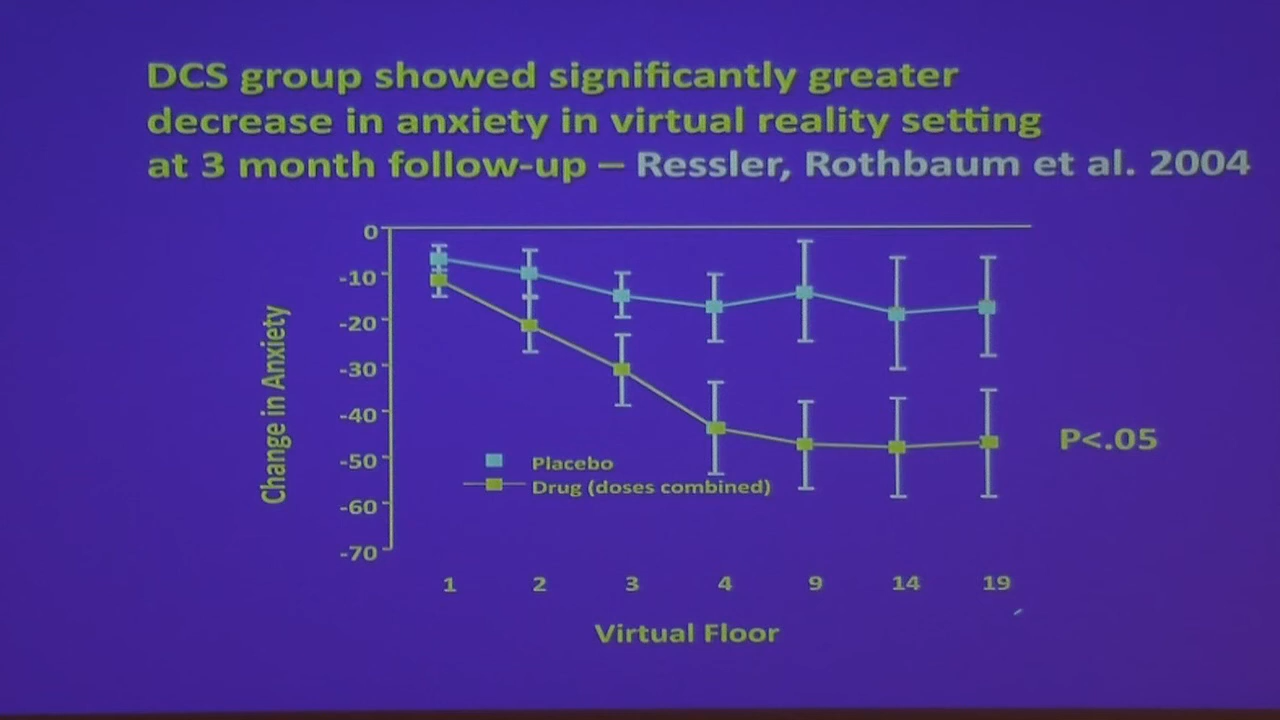 DCS group showed significantly greater
decrease in anxiety in virtual reality setting
at 3 month follow-up – Ressler, Rothbaum et al. 2004
0
-10
-20
-30
-40
-50
-60
-70
Change in Anxiety
Placebo
Drug (doses combined)
P<.05
1 2 3 4 9 14 19
Virtual Floor